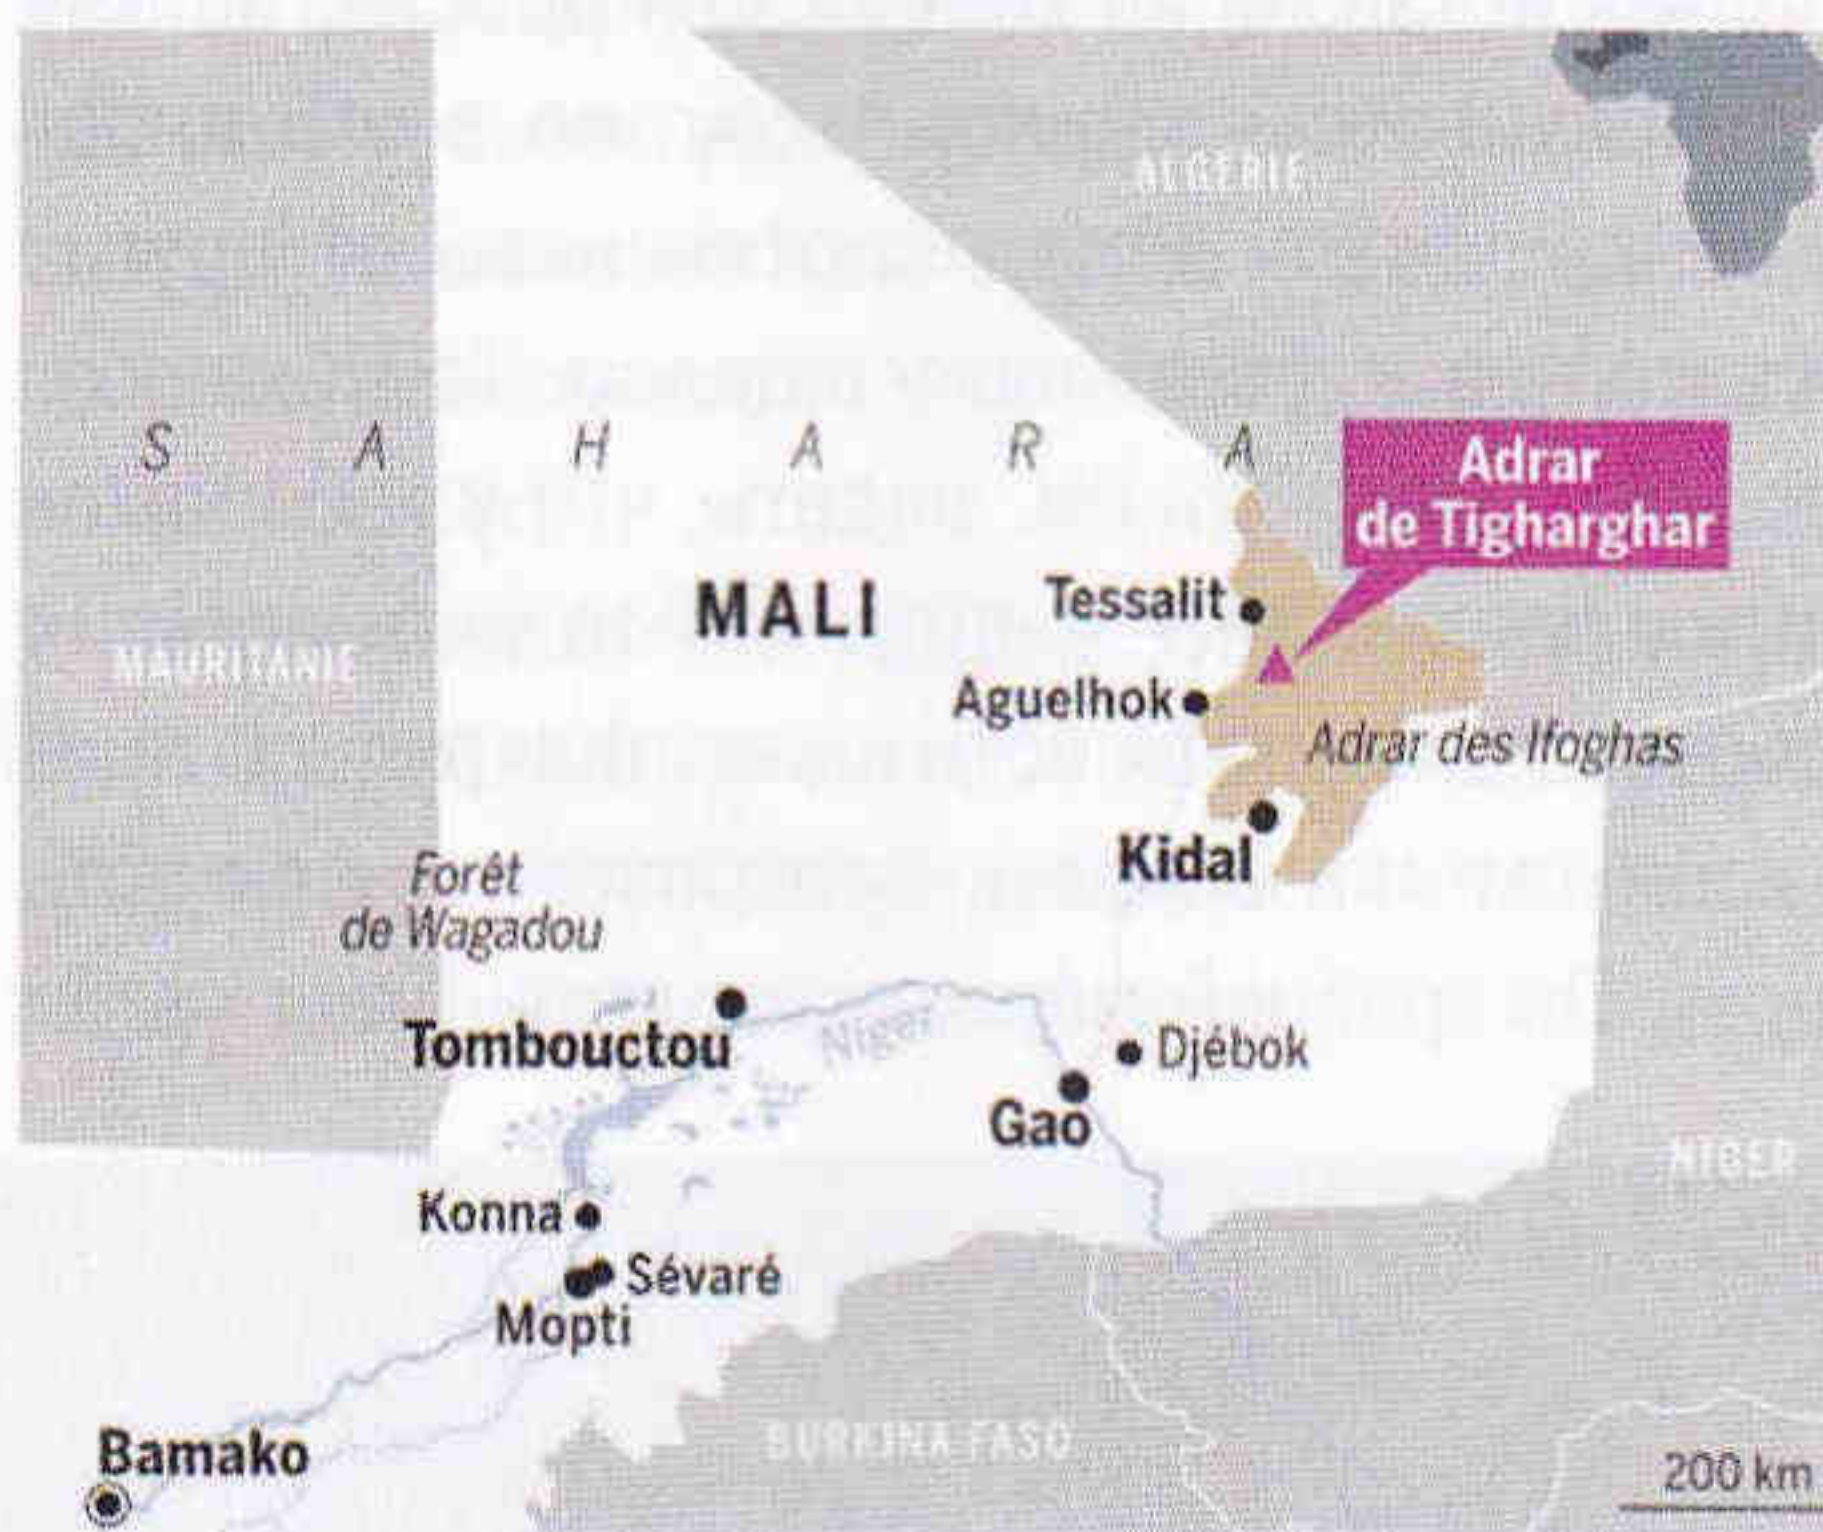 ALGÉRIE
S A H A R A
Adrar
de Tigharghar
MALI
Tessalit
MAURITANIE
Aguelhok
Adrar des Ifoghas
Kidal
Forêt
de Wagadou
Tombouctou
Niger
Djébok
Gao
NIGER
Konna
Sévaré
Mopti
BURKINA FASO
Bamako
200 km